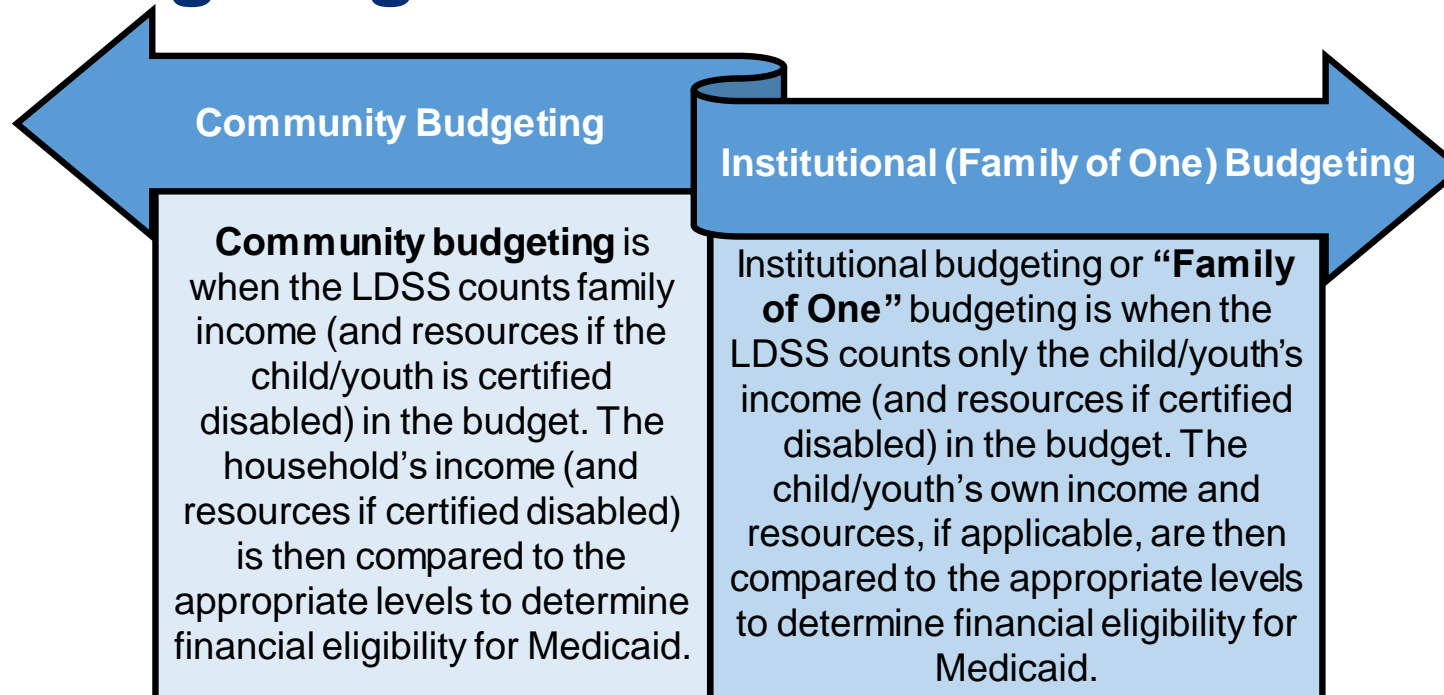 Community Budgeting
Institutional (Family of One) Budgeting
Community budgeting is
when the LDSS counts family
income (and resources if the
child/youth is certified
disabled) in the budget. The
household’s income (and
resources if certified disabled)
is then compared to the
appropriate levels to determine
financial eligibility for Medicaid.
Institutional budgeting or “Family
of One” budgeting is when the
LDSS counts only the child/youth’s
income (and resources if certified
disabled) in the budget. The
child/youth’s own income and
resources, if applicable, are then
compared to the appropriate levels
to determine financial eligibility for
Medicaid.